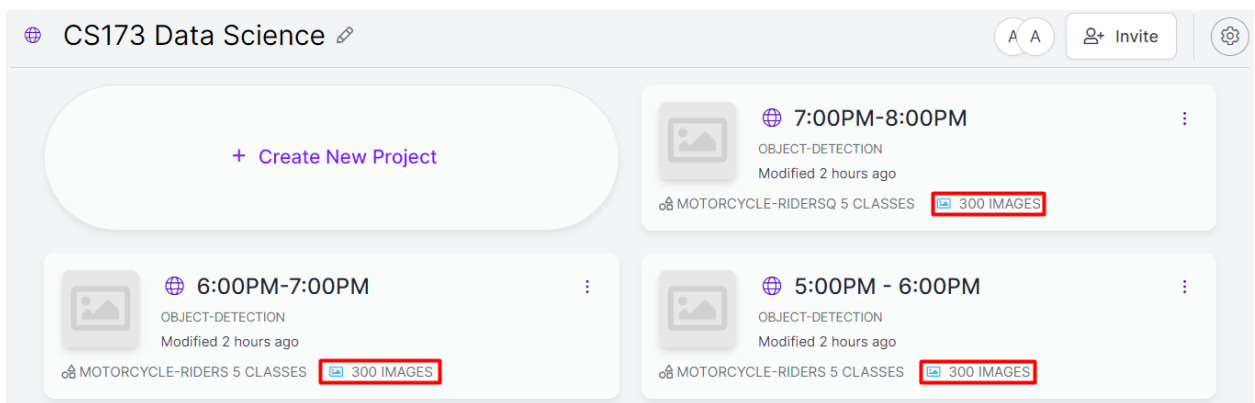 CS173 Data Science
A A
Invite
+ Create New Project
7:00PM-8:00PM
OBJECT-DETECTION
Modified 2 hours ago
MOTORCYCLE-RIDERSQ 5 CLASSES 300 IMAGES
6:00PM-7:00PM
OBJECT-DETECTION
Modified 2 hours ago
MOTORCYCLE-RIDERS 5 CLASSES 300 IMAGES
5:00PM - 6:00PM
OBJECT-DETECTION
Modified 2 hours ago
MOTORCYCLE-RIDERS 5 CLASSES 300 IMAGES